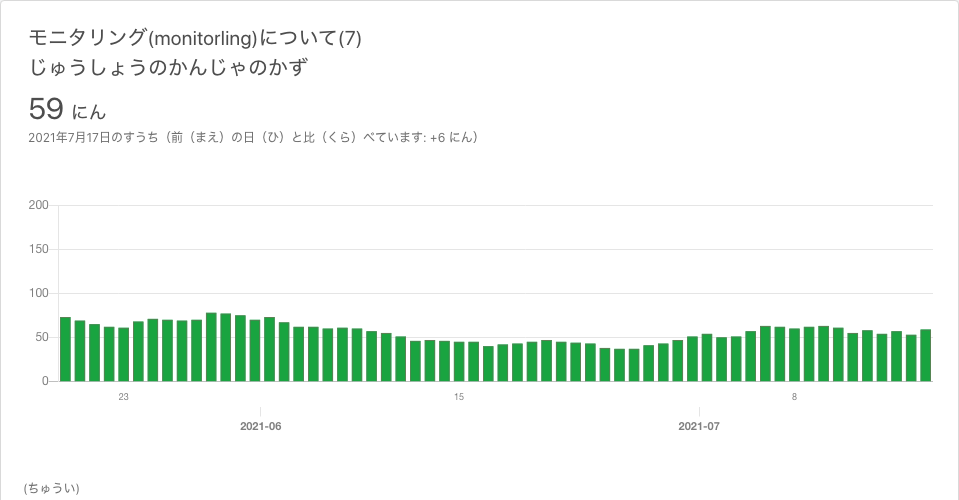 モニタリング(monitorling)について(7)
じゅうしょうのかんじゃのかず
59 にん
2021年7月17日のすうち（前（まえ）の日（ひ）と比（くら）べています: +6 にん）
200
150
100
50
0
23 15 8
2021-06 2021-07
(ちゅうい)